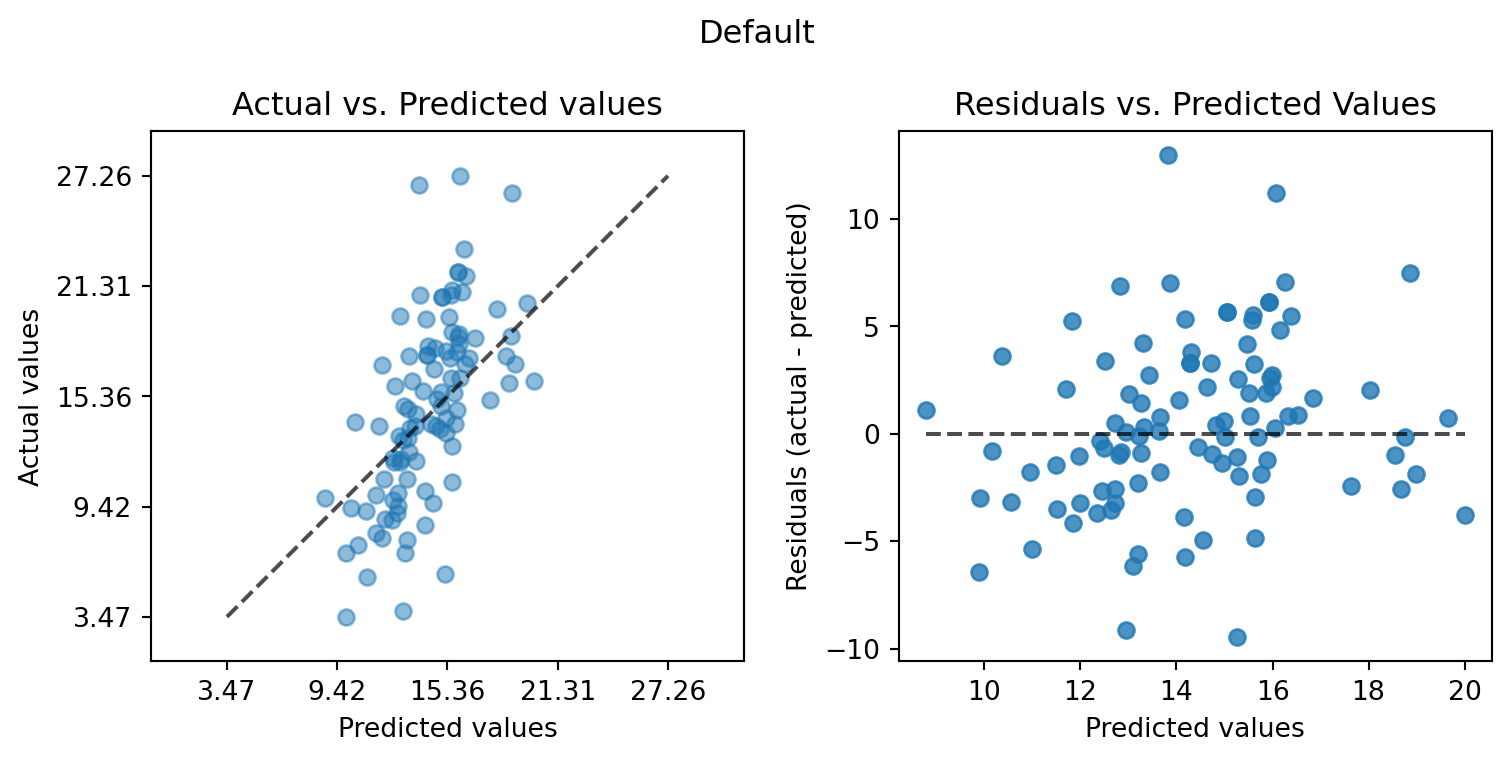 Default
Actual vs. Predicted values
27.26
21.31
15.36
9.42
3.47
Actual values
3.47 9.42 15.36 21.31 27.26
Predicted values
Residuals vs. Predicted Values
10
5
0
−5
−10
Residuals (actual - predicted)
10 12 14 16 18 20
Predicted values